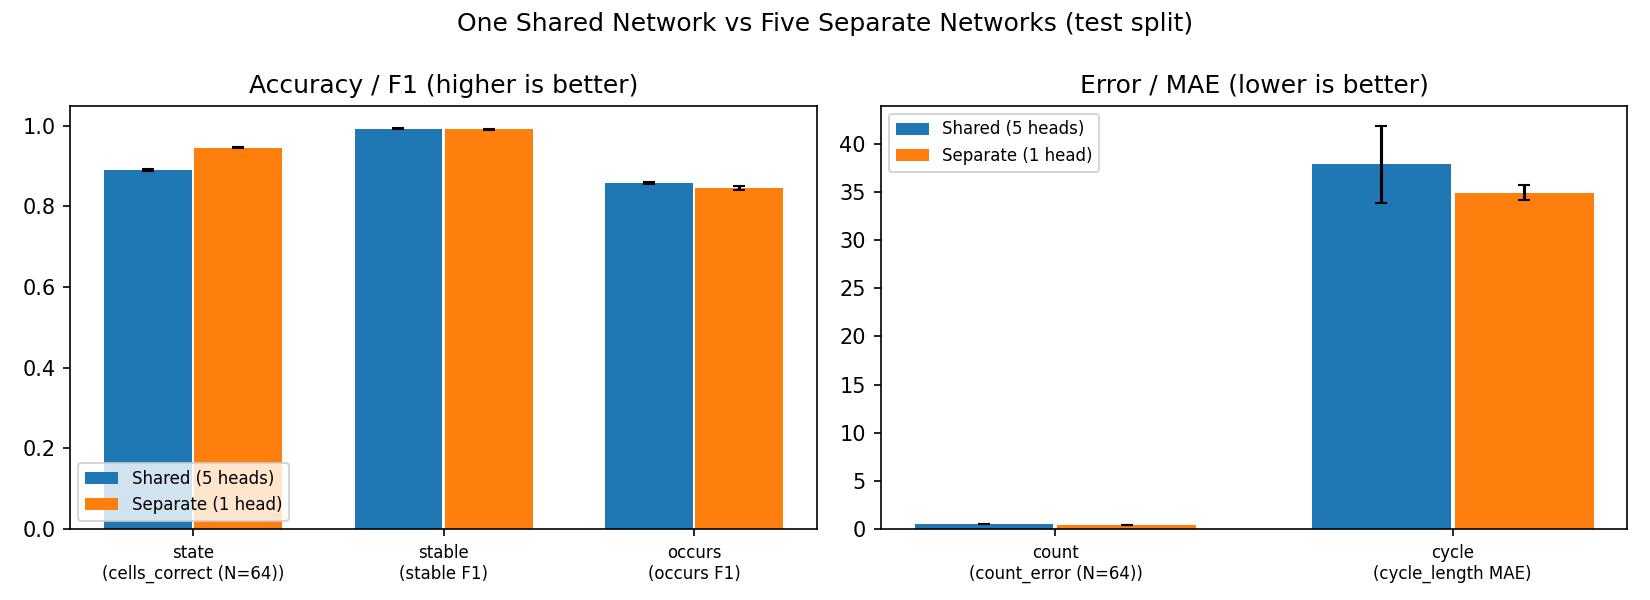 One Shared Network vs Five Separate Networks (test split)
Accuracy / F1 (higher is better)
1.0
0.8
0.6
0.4
0.2
0.0
Shared (5 heads)
Separate (1 head)
state
(cells_correct (N=64))
stable
(stable F1)
occurs
(occurs F1)
Error / MAE (lower is better)
Shared (5 heads)
Separate (1 head)
40
35
30
25
20
15
10
5
0
count
(count_error (N=64))
cycle
(cycle_length MAE)